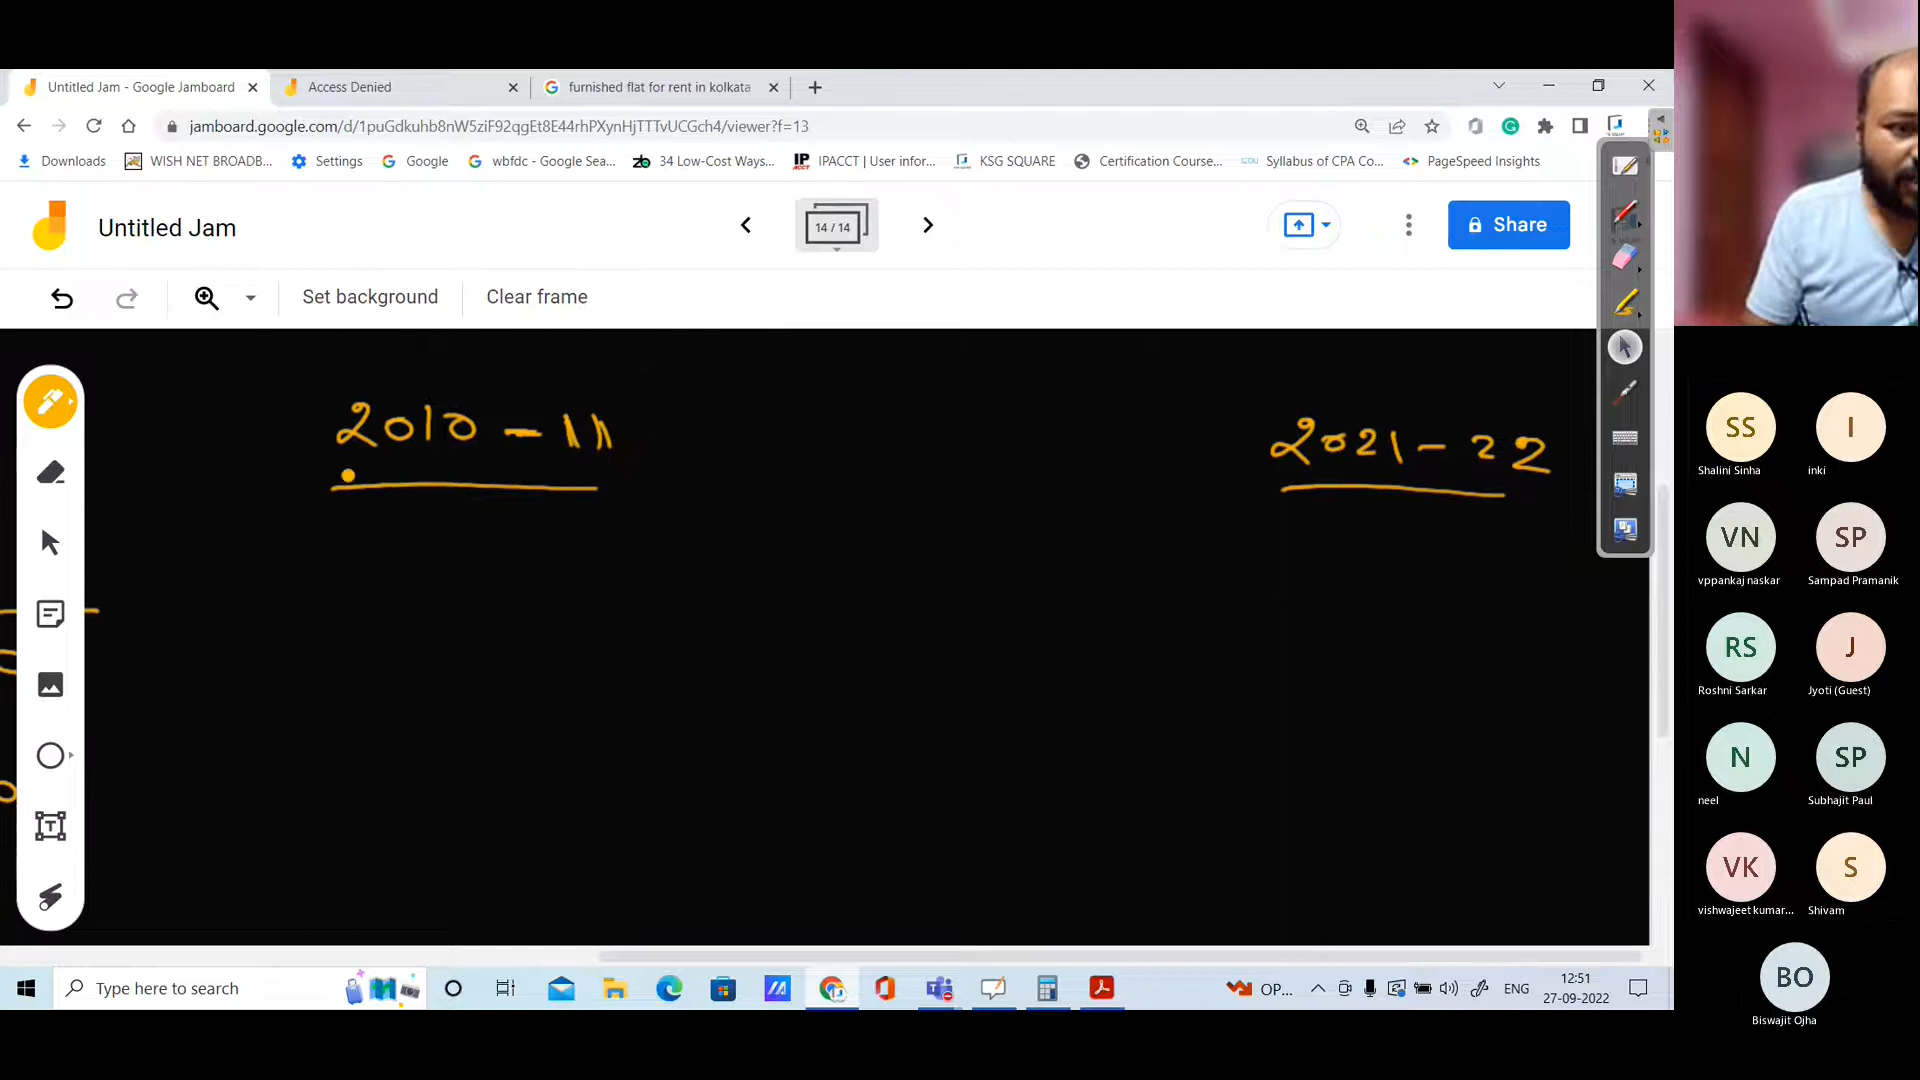 Untitled Jam - Google Jamboard
Access Denied
furnished flat for rent in kolkata
jamboard.google.com/d/1puGdkuhb8nW5ziF92qgEt8E44rhPXynHjTTTvUCGch4/viewer?f=13
Downloads
WISH NET BROADB...
Settings
Google
wbfdc - Google Sea...
34 Low-Cost Ways...
IPACCT | User infor...
KSG SQUARE
Certification Course...
Syllabus of CPA Co...
PageSpeed Insights
Untitled Jam
14 / 14
Share
Set background
Clear frame
2010 - 11
2021 - 22
SS
Shalini Sinha
I
inki
VN
vppankaj naskar
SP
Sampad Pramanik
RS
Roshni Sarkar
J
Jyoti (Guest)
N
neel
SP
Subhajit Paul
VK
vishwajeet kumar...
S
Shivam
BO
Biswajit Ojha
Type here to search
OP...
ENG
12:51
27-09-2022